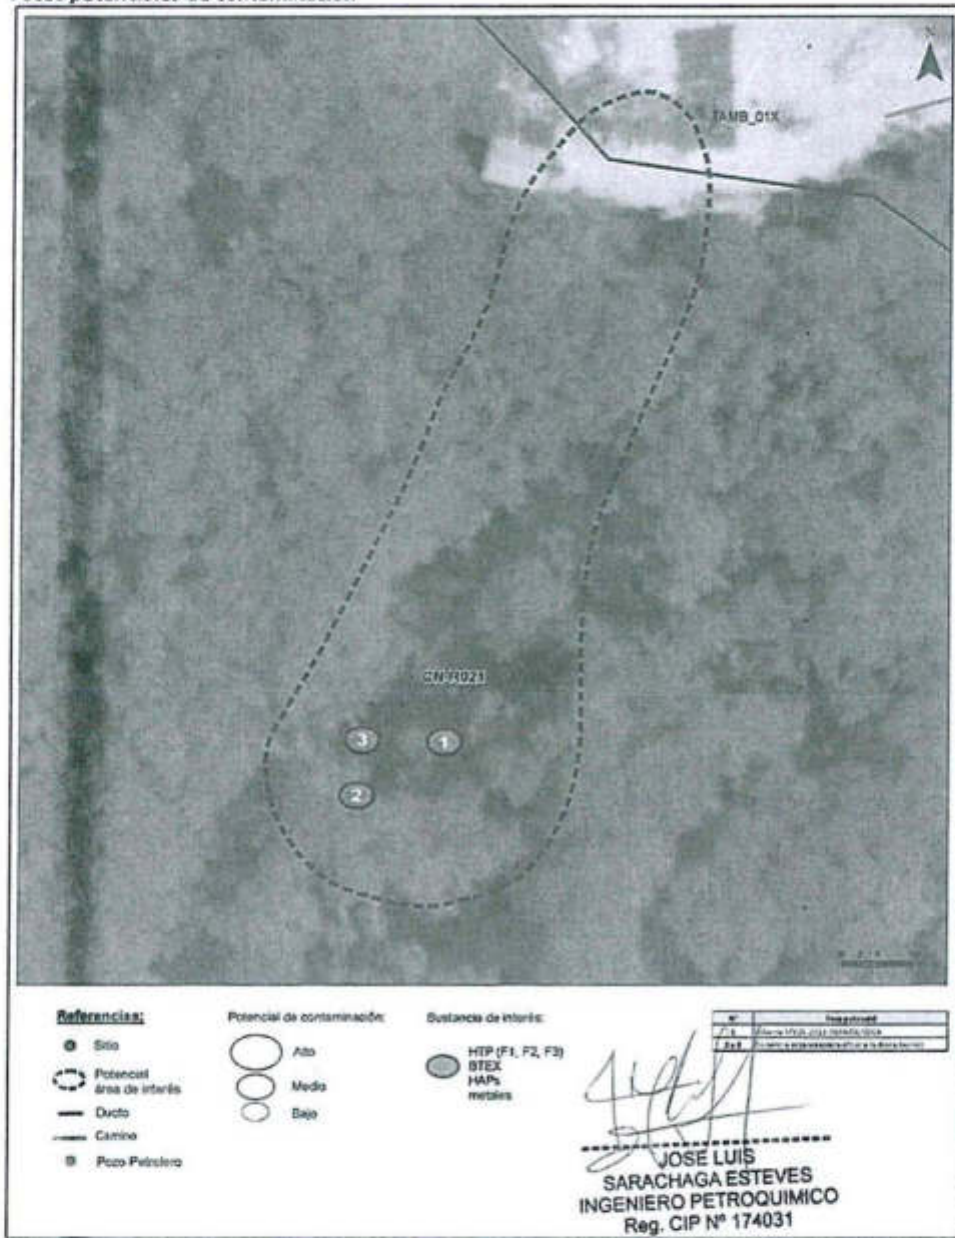 N
TAMB_01X
3
1
2
Referencias:
Sitio
Potencial
área de interés
Ducto
Camino
Pozo Petrolero
Potencial de contaminación:
Alto
Medio
Bajo
Sustancia de interés:
HTP (F1, F2, F3)
BTEX
HAPs
metales
N°
JOSE LUIS
SARACHAGA ESTEVES
INGENIERO PETROQUIMICO
Reg. CIP Nº 174031